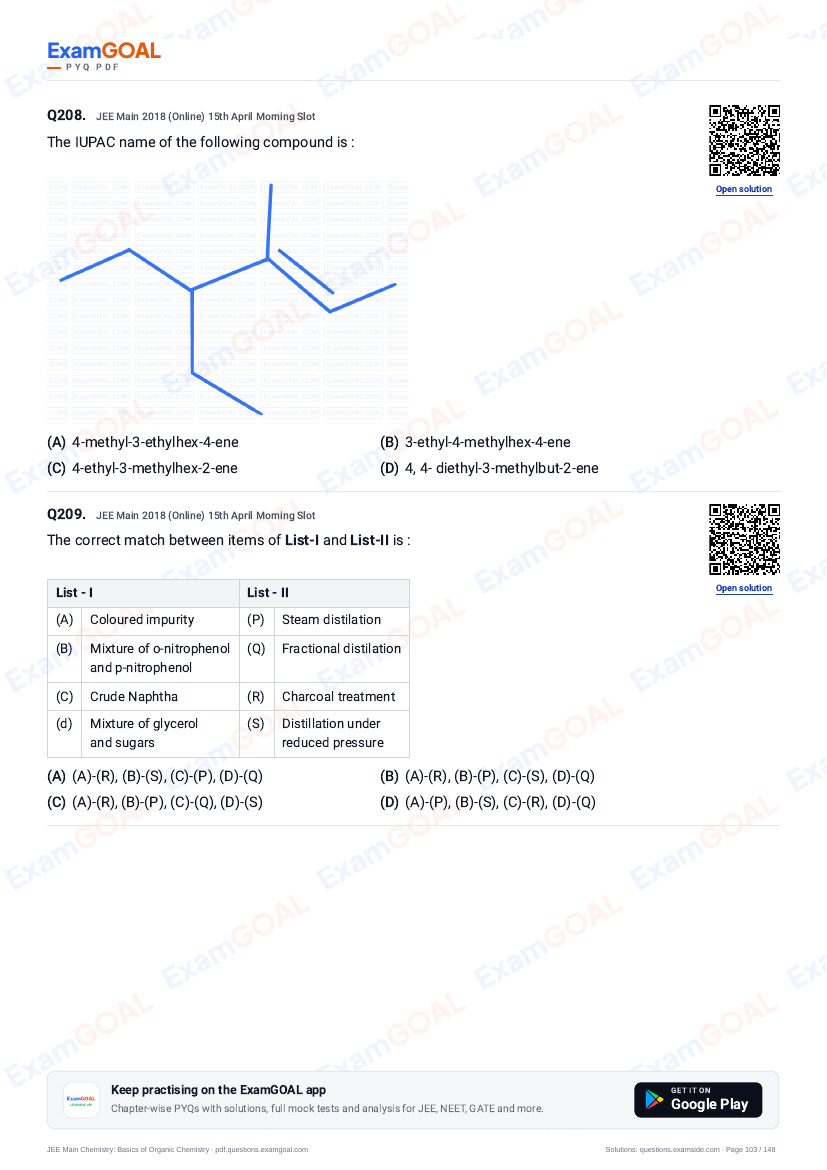 ExamGOAL
PYQ PDF
Q208. JEE Main 2018 (Online) 15th April Morning Slot
The IUPAC name of the following compound is :
Open solution
(A) 4-methyl-3-ethylhex-4-ene
(B) 3-ethyl-4-methylhex-4-ene
(C) 4-ethyl-3-methylhex-2-ene
(D) 4, 4- diethyl-3-methylbut-2-ene
Q209. JEE Main 2018 (Online) 15th April Morning Slot
The correct match between items of List-I and List-II is :
Open solution
List - I List - II
(A) Coloured impurity (P) Steam distilation
(B) Mixture of o-nitrophenol (Q) Fractional distilation
and p-nitrophenol
(C) Crude Naphtha (R) Charcoal treatment
(d) Mixture of glycerol (S) Distillation under
and sugars reduced pressure
(A) (A)-(R), (B)-(S), (C)-(P), (D)-(Q)
(B) (A)-(R), (B)-(P), (C)-(S), (D)-(Q)
(C) (A)-(R), (B)-(P), (C)-(Q), (D)-(S)
(D) (A)-(P), (B)-(S), (C)-(R), (D)-(Q)
Keep practising on the ExamGOAL app
Chapter-wise PYQs with solutions, full mock tests and analysis for JEE, NEET, GATE and more.
GET IT ON
Google Play
JEE Main Chemistry: Basics of Organic Chemistry · pdf.questions.examgoal.com
Solutions: questions.examside.com · Page 103 / 148